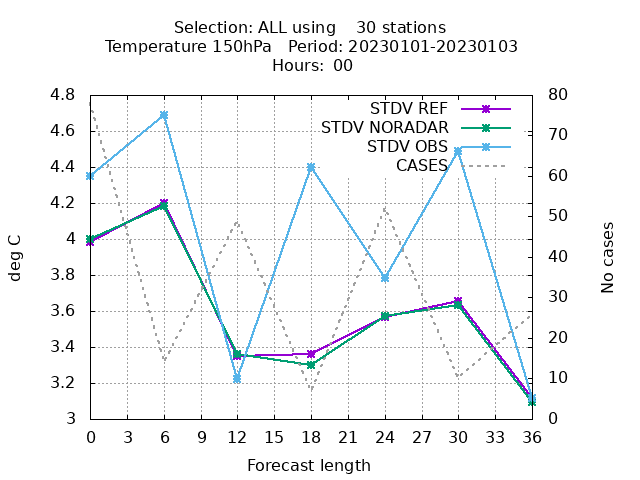 Selection: ALL using    30 stations
Temperature 150hPa   Period: 20230101-20230103
Hours:  00
STDV REF
STDV NORADAR
STDV OBS
CASES
deg C
4.8
4.6
4.4
4.2
4
3.8
3.6
3.4
3.2
3
No cases
80
70
60
50
40
30
20
10
0
0 3 6 9 12 15 18 21 24 27 30 33 36
Forecast length